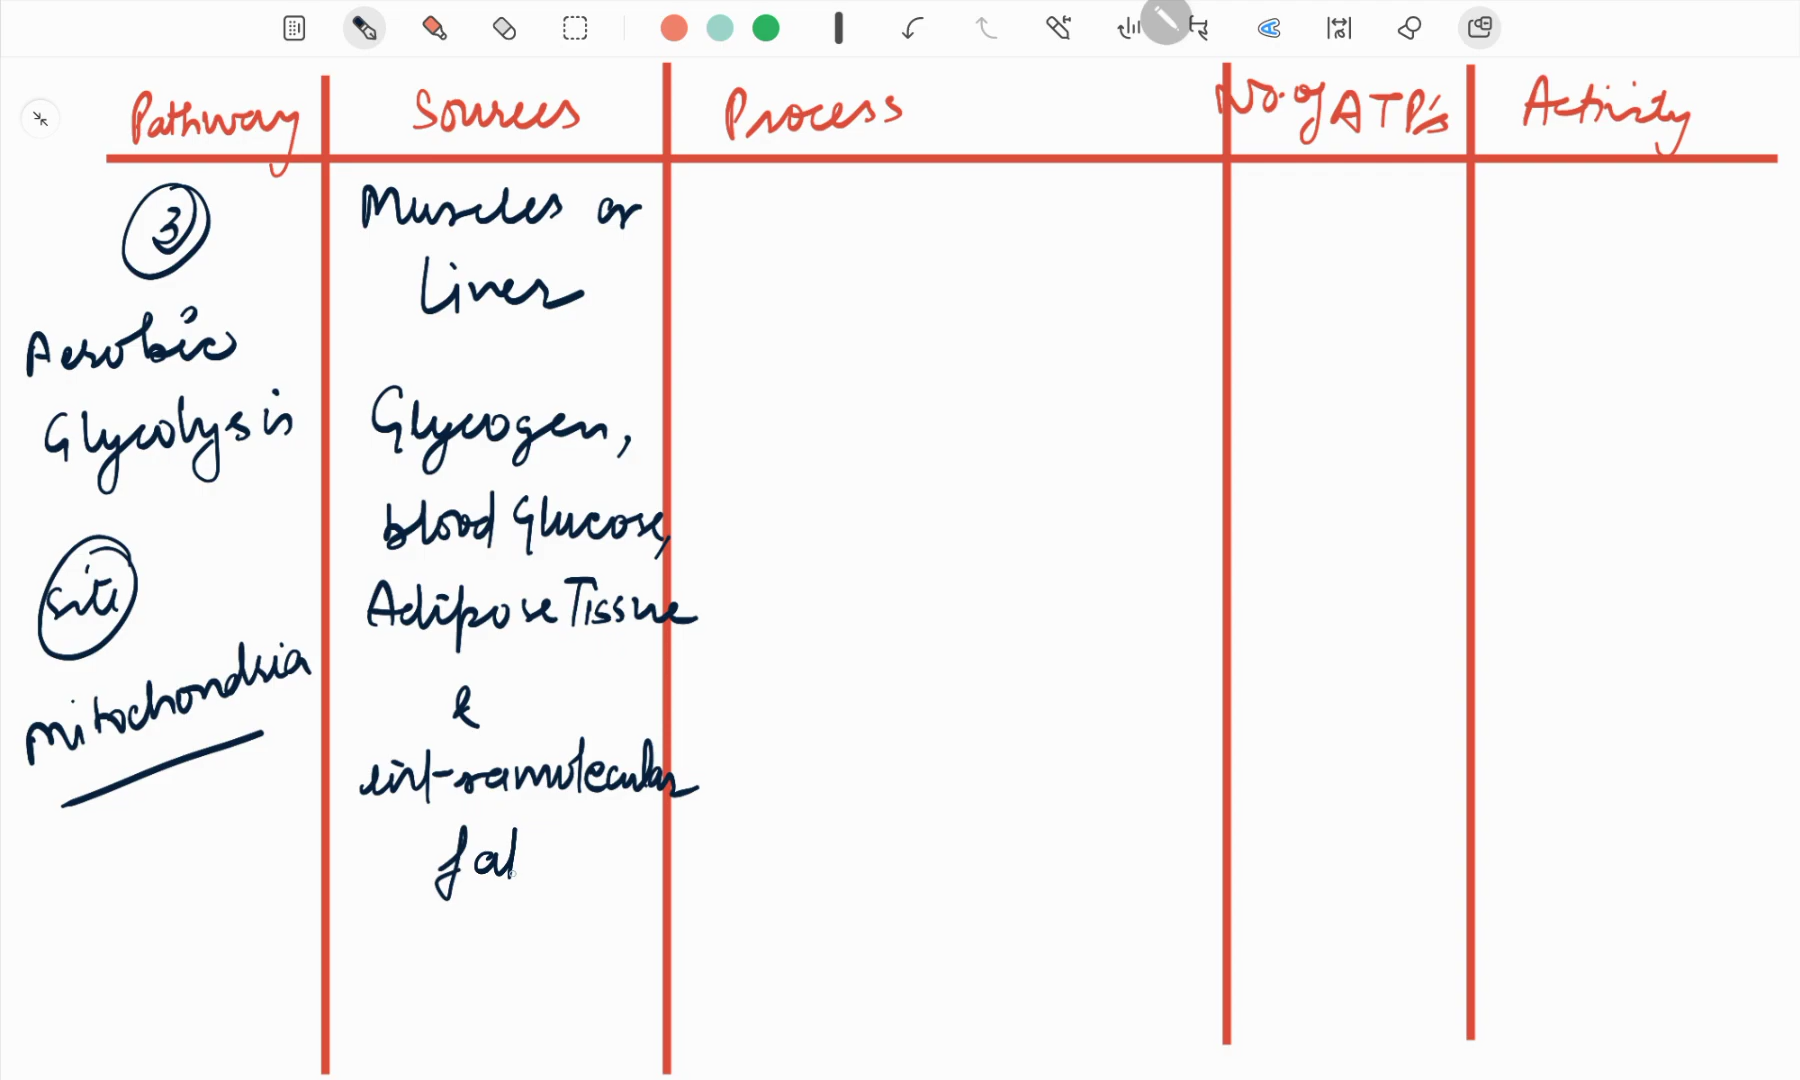 Pathway
Sources
Process
No. of ATP's
Activity
3
Aerobic
Glycolysis
site
mitochondria
Muscles or
Liver
Glycogen,
blood Glucose,
Adipose Tissue
&
fat